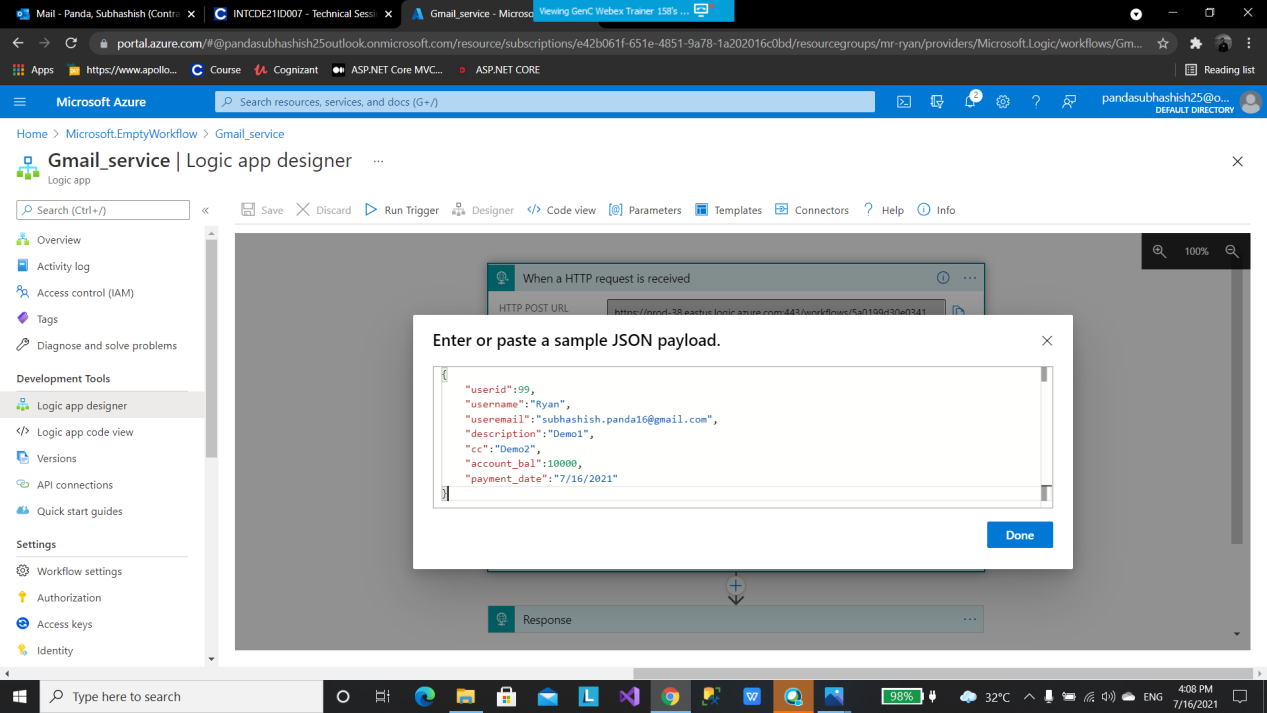 Mail - Panda, Subhashish (Contra
INTCDE21ID007 - Technical Sessi
Gmail_service - Microso
Viewing GenC Webex Trainer 158's ...
portal.azure.com/#@pandasubhashish25outlook.onmicrosoft.com/resource/subscriptions/e42b061f-651e-4851-9a78-1a202016c0bd/resourcegroups/mr-ryan/providers/Microsoft.Logic/workflows/Gm...
Apps
https://www.apollo...
Course
Cognizant
ASP.NET Core MVC...
ASP.NET CORE
Reading list
Microsoft Azure
Search resources, services, and docs (G+/)
2
pandasubhashish25@o...
DEFAULT DIRECTORY
Home > Microsoft.EmptyWorkflow > Gmail_service
Gmail_service | Logic app designer ...
Logic app
Search (Ctrl+/)
«
Save
Discard
Run Trigger
Designer
Code view
Parameters
Templates
Connectors
Help
Info
Overview
Activity log
Access control (IAM)
Tags
Diagnose and solve problems
Development Tools
Logic app designer
Logic app code view
Versions
API connections
Quick start guides
Settings
Workflow settings
Authorization
Access keys
Identity
100%
When a HTTP request is received
HTTP POST URL
https://prod-38.eastus.logic.azure.com:443/workflows/5a0199d30e0341
Enter or paste a sample JSON payload.
{
"userid":99,
"username":"Ryan",
"useremail":"subhashish.panda16@gmail.com",
"description":"Demo1",
"cc":"Demo2",
"account_bal":10000,
"payment_date":"7/16/2021"
}
Done
Response
Type here to search
98%
32°C
ENG
4:08 PM
7/16/2021